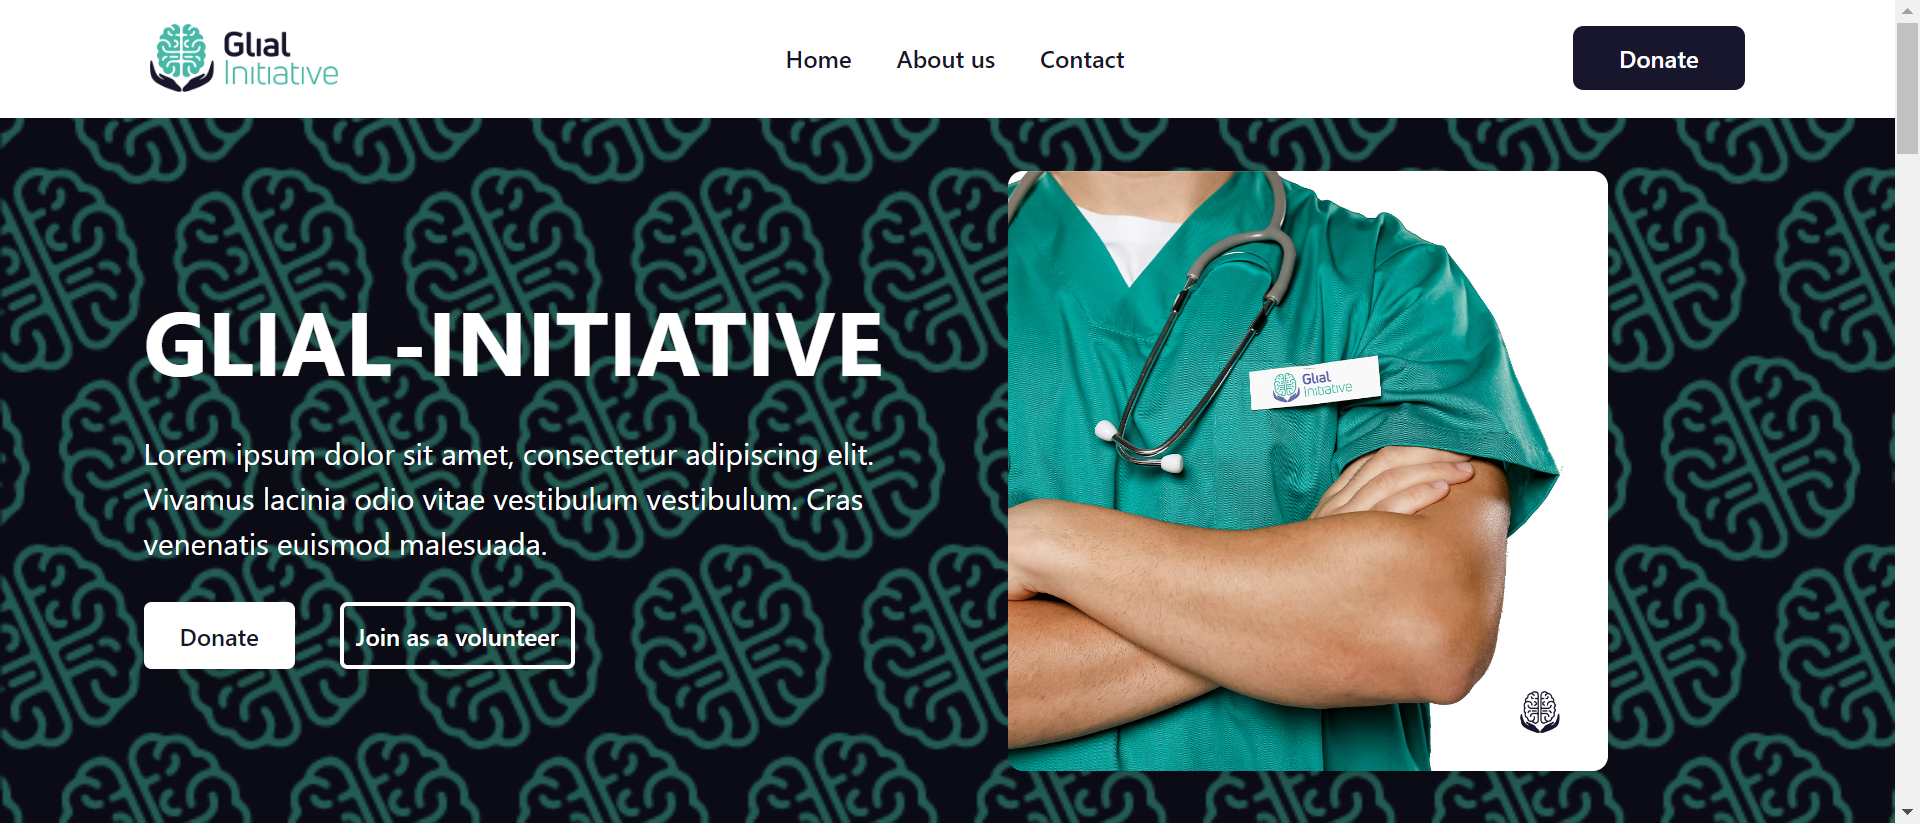 Glial
Initiative
Home
About us
Contact
Donate
GLIAL-INITIATIVE
Lorem ipsum dolor sit amet, consectetur adipiscing elit.
Vivamus lacinia odio vitae vestibulum vestibulum. Cras
venenatis euismod malesuada.
Donate
Join as a volunteer
Glial
Initiative